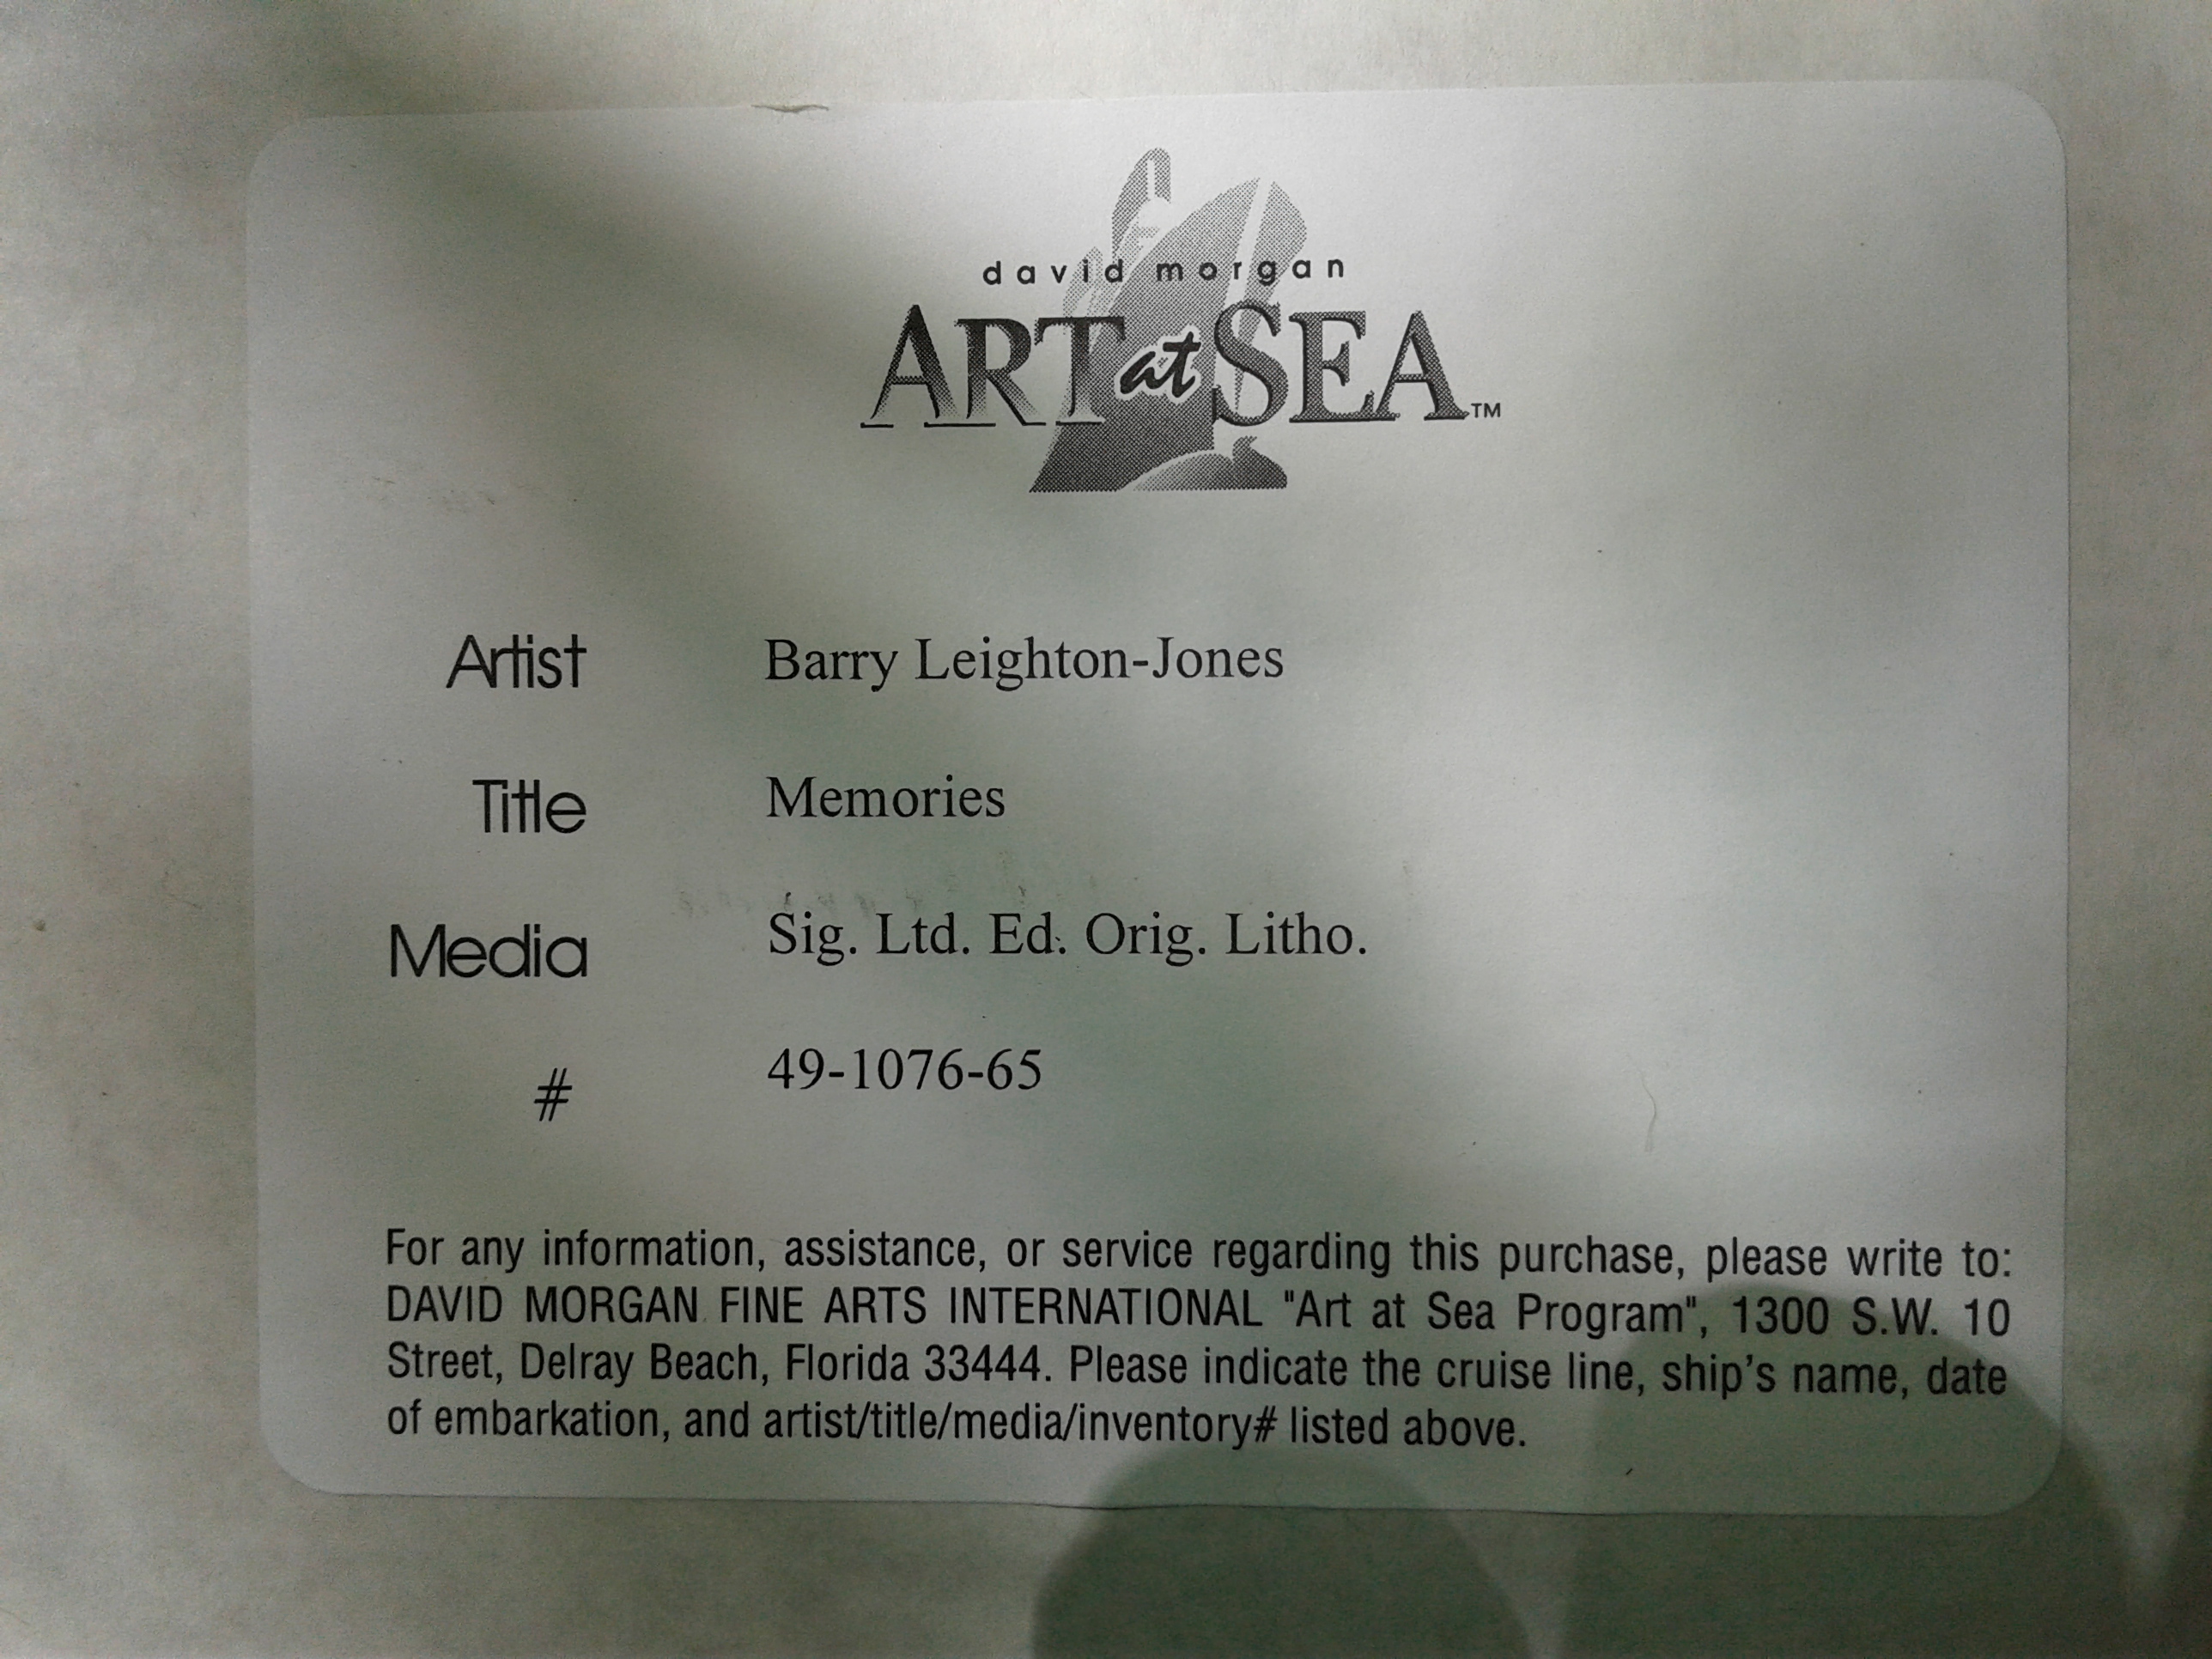 david morgan
ART at SEA™
Artist Barry Leighton-Jones
Title Memories
Media Sig. Ltd. Ed. Orig. Litho.
# 49-1076-65
For any information, assistance, or service regarding this purchase, please write to:
DAVID MORGAN FINE ARTS INTERNATIONAL "Art at Sea Program", 1300 S.W. 10
Street, Delray Beach, Florida 33444. Please indicate the cruise line, ship's name, date
of embarkation, and artist/title/media/inventory# listed above.